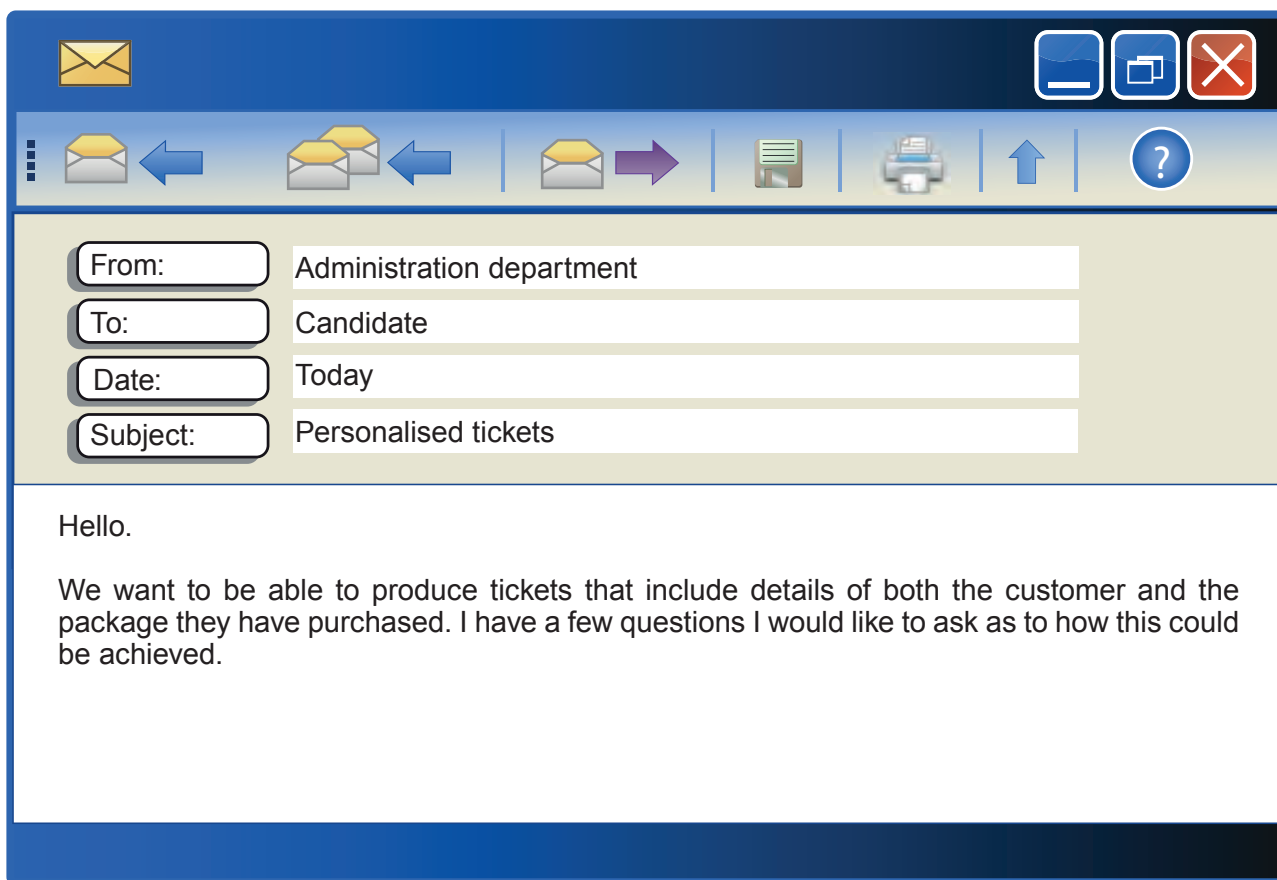 ?
From:
Administration department
To:
Candidate
Date:
Today
Subject:
Personalised tickets
Hello.
We want to be able to produce tickets that include details of both the customer and the
package they have purchased. I have a few questions I would like to ask as to how this could
be achieved.